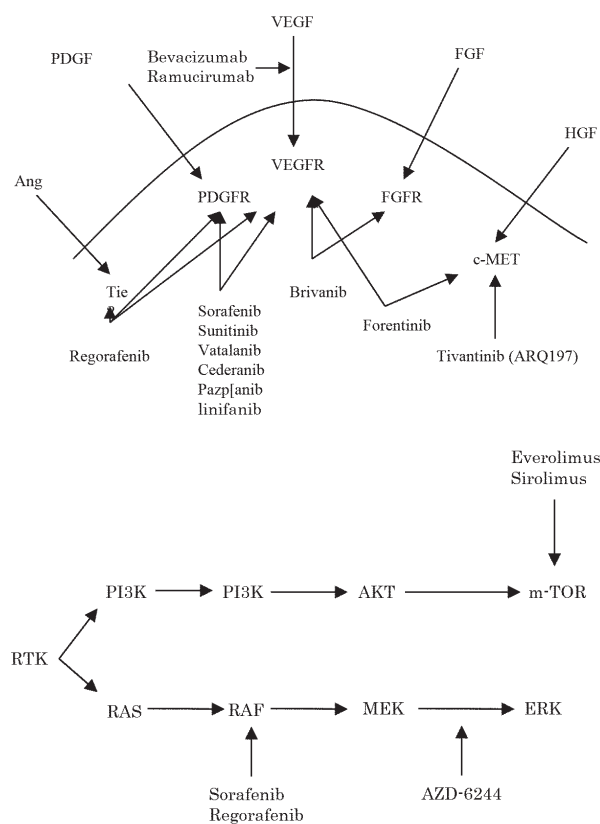 VEGF
PDGF
Bevacizumab
Ramucirumab
FGF
HGF
VEGFR
Ang
PDGFR
FGFR
c-MET
Tie
Brivanib
Sorafenib
Sunitinib
Vatalanib
Cederanib
Pazp[anib
linifanib
Forentinib
Regorafenib
Tivantinib (ARQ197)
Everolimus
Sirolimus
PI3K
PI3K
AKT
m-TOR
RTK
RAS
RAF
MEK
ERK
Sorafenib
Regorafenib
AZD-6244